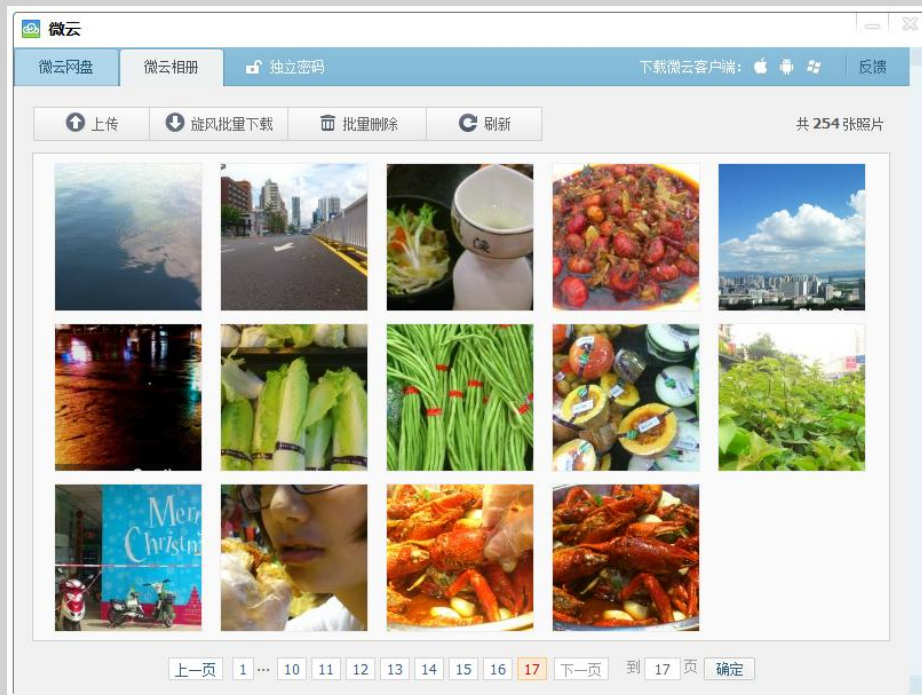 微云
微云网盘 微云相册 独立密码 下载微云客户端: 反馈
上传 旋风批量下载 批量删除 刷新 共 254 张照片
Merr
Christm
上一页 1 ... 10 11 12 13 14 15 16 17 下一页 到 17 页 确定